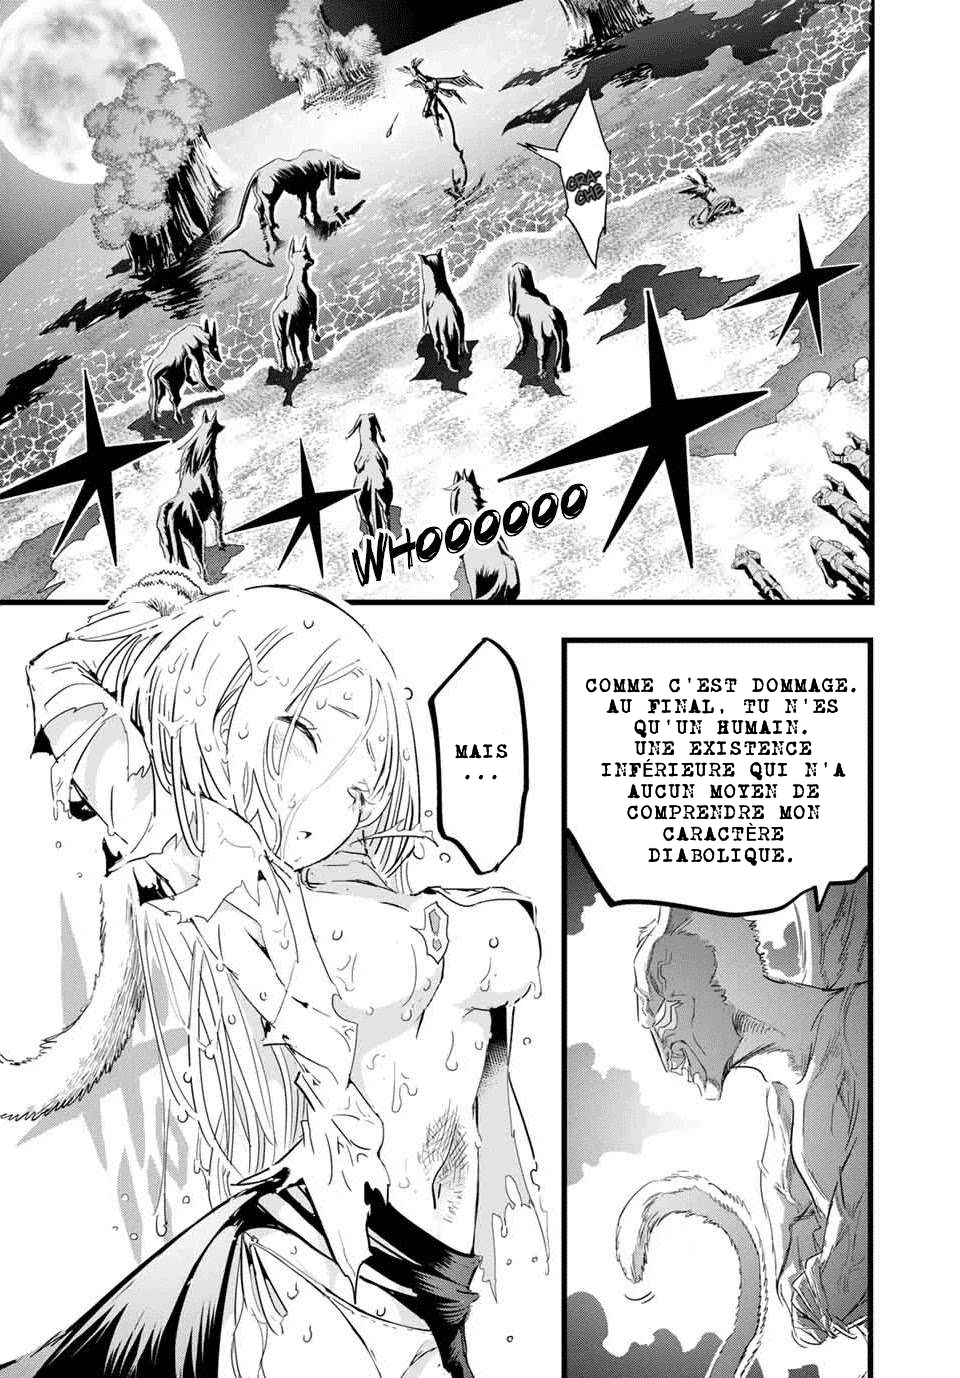 CRA-
CHE
WHOOOOOO
COMME C'EST DOMMAGE.
AU FINAL, TU N'ES
QU'UN HUMAIN.
UNE EXISTENCE
INFÉRIEURE QUI N'A
AUCUN MOYEN DE
COMPRENDRE MON
CARACTÈRE
DIABOLIQUE.
MAIS
...